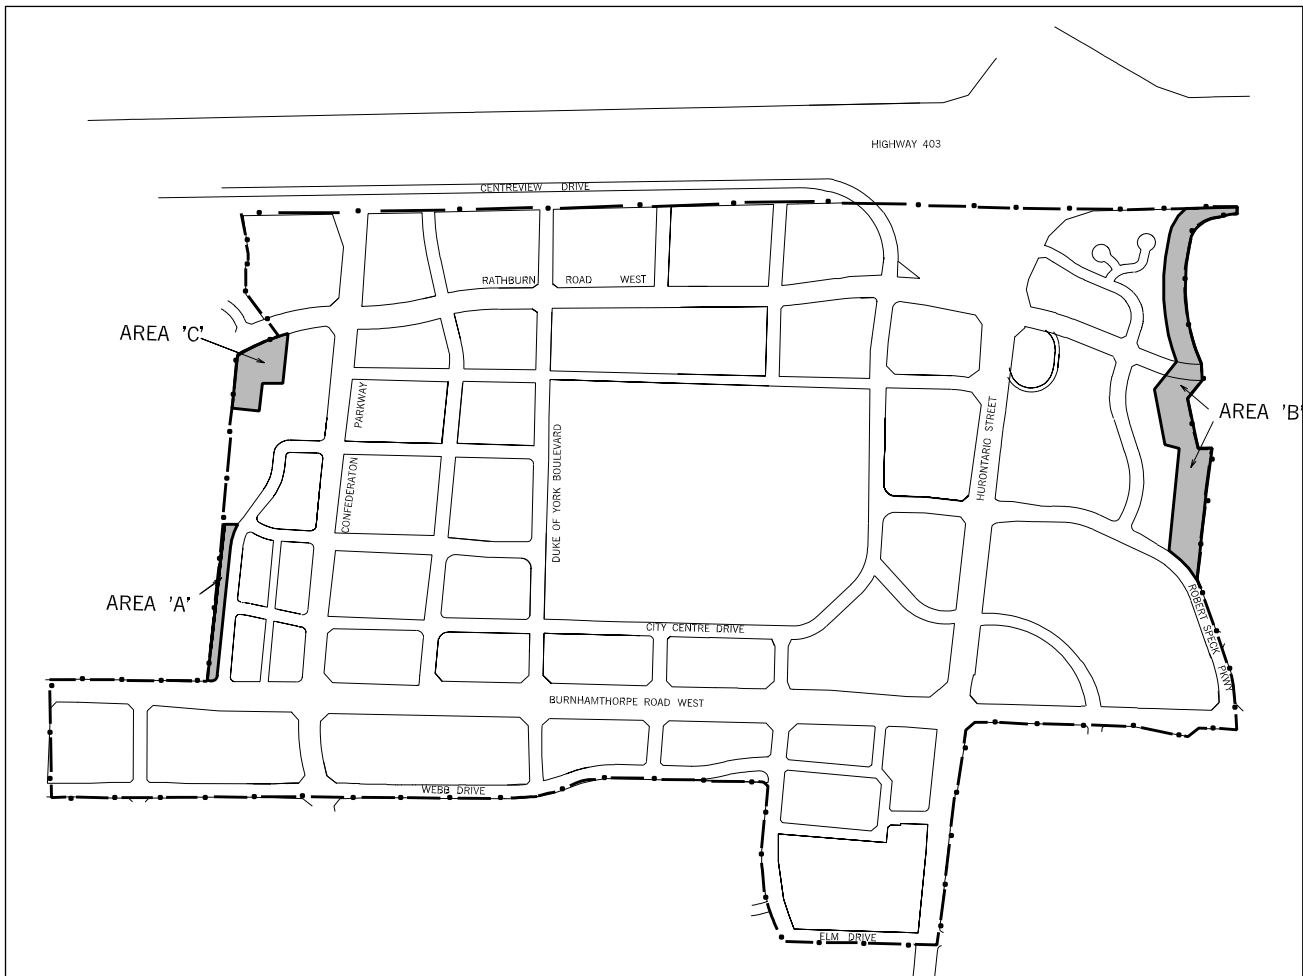 HIGHWAY 403
CENTREVIEW DRIVE
RATHBURN ROAD WEST
AREA 'C'
PARKWAY
CONFEDERATON
DUKE OF YORK BOULEVARD
HURONTARIO STREET
AREA 'B'
AREA 'A'
CITY CENTRE DRIVE
ROBERT SPECK PKWY
BURNHAMTHORPE ROAD WEST
WEBB DRIVE
ELM DRIVE